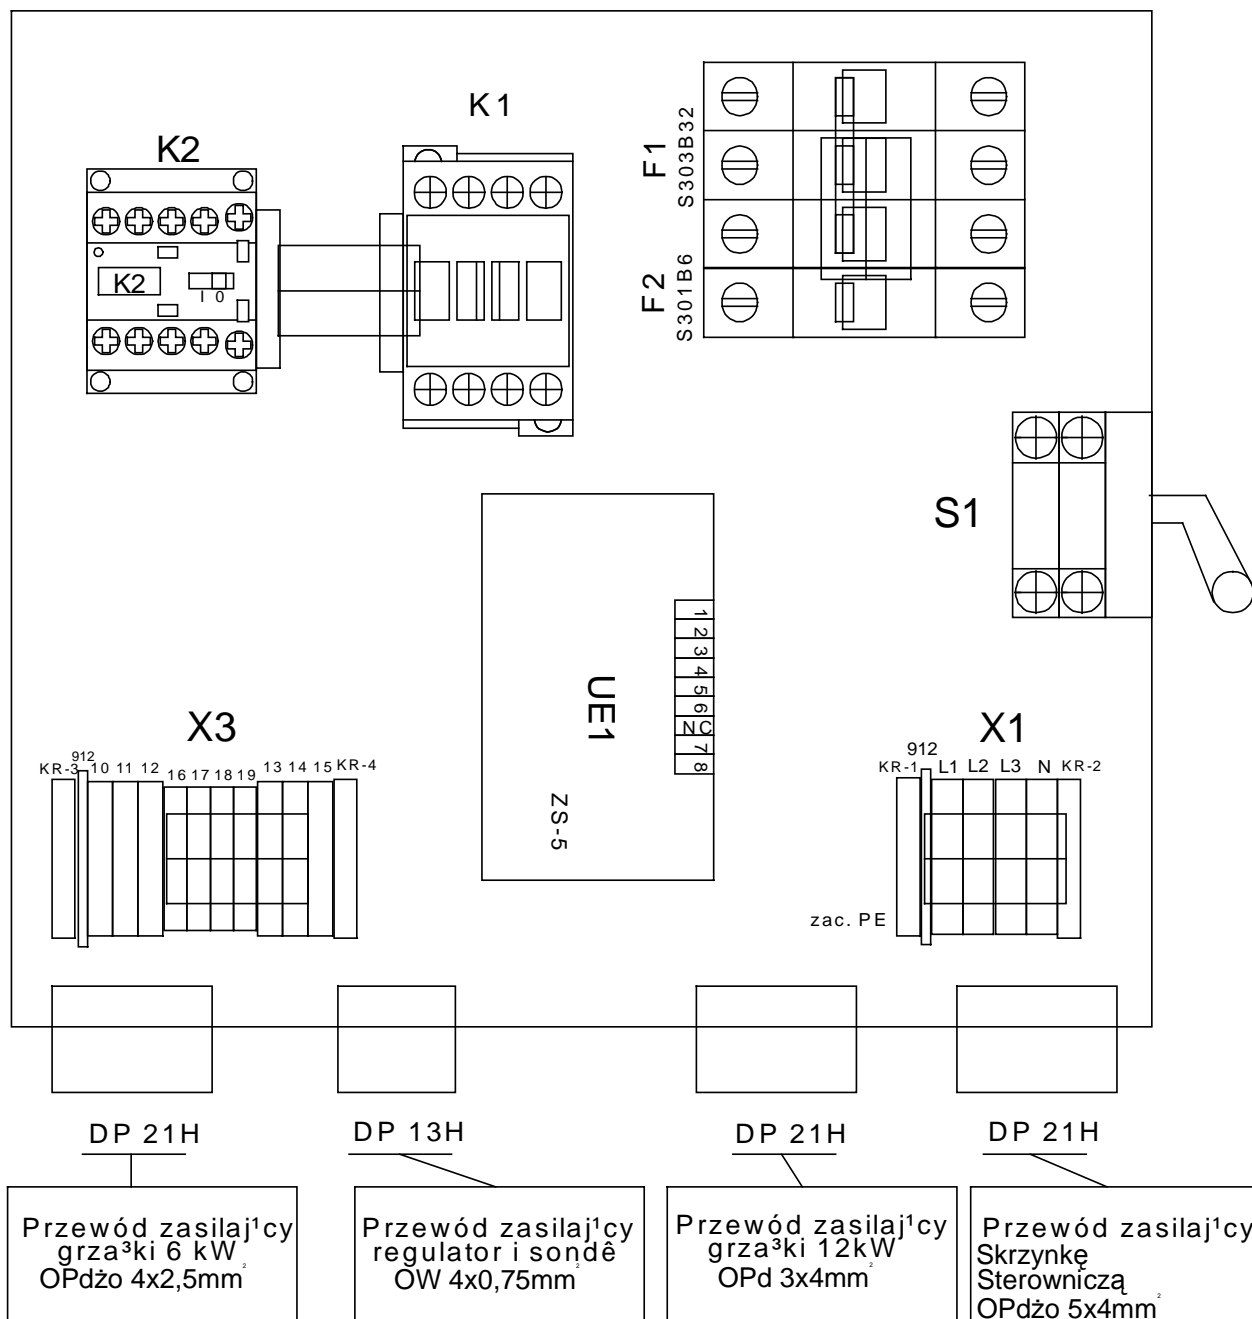 K1
K2
K2
I 0
F1
S303B32
F2
S301B6
S1
UE1
ZS-5
1
2
3
4
5
6
NC
7
8
X3
KR-3 912 10 11 12 16 17 18 19 13 14 15 KR-4
X1
KR-1 912 L1 L2 L3 N KR-2
zac. PE
DP 21H
DP 13H
DP 21H
DP 21H
Przewód zasilaj¹cy
grza³ki 6 kW
OPdżo 4x2,5mm²
Przewód zasilaj¹cy
regulator i sondê
OW 4x0,75mm²
Przewód zasilaj¹cy
grza³ki 12kW
OPd 3x4mm²
Przewód zasilaj¹cy
Skrzynkę
Sterowniczą
OPdżo 5x4mm²